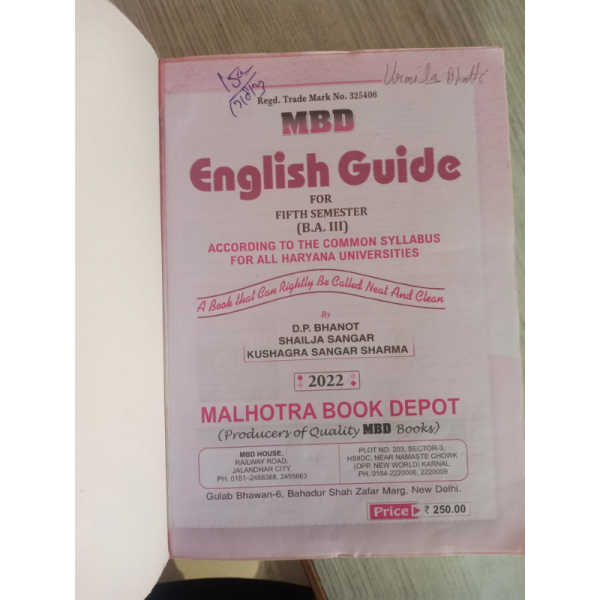 Urmila Bhatti
Regd. Trade Mark No. 325406
MBD
English Guide
FOR
FIFTH SEMESTER
(B.A. III)
ACCORDING TO THE COMMON SYLLABUS
FOR ALL HARYANA UNIVERSITIES
A Book that Can Rightly Be Called Neat And Clean
By
D.P. BHANOT
SHAILJA SANGAR
KUSHAGRA SANGAR SHARMA
2022
MALHOTRA BOOK DEPOT
(Producers of Quality MBD Books)
MBD HOUSE,
RAILWAY ROAD,
JALANDHAR CITY.
PH. 0181–2458388, 2455663
PLOT NO. 203, SECTOR-3,
HSIIDC, NEAR NAMASTE CHOWK
(OPP. NEW WORLD) KARNAL.
PH. 0184-2220006, 2220009
Gulab Bhawan-6, Bahadur Shah Zafar Marg, New Delhi.
Price ₹ 250.00